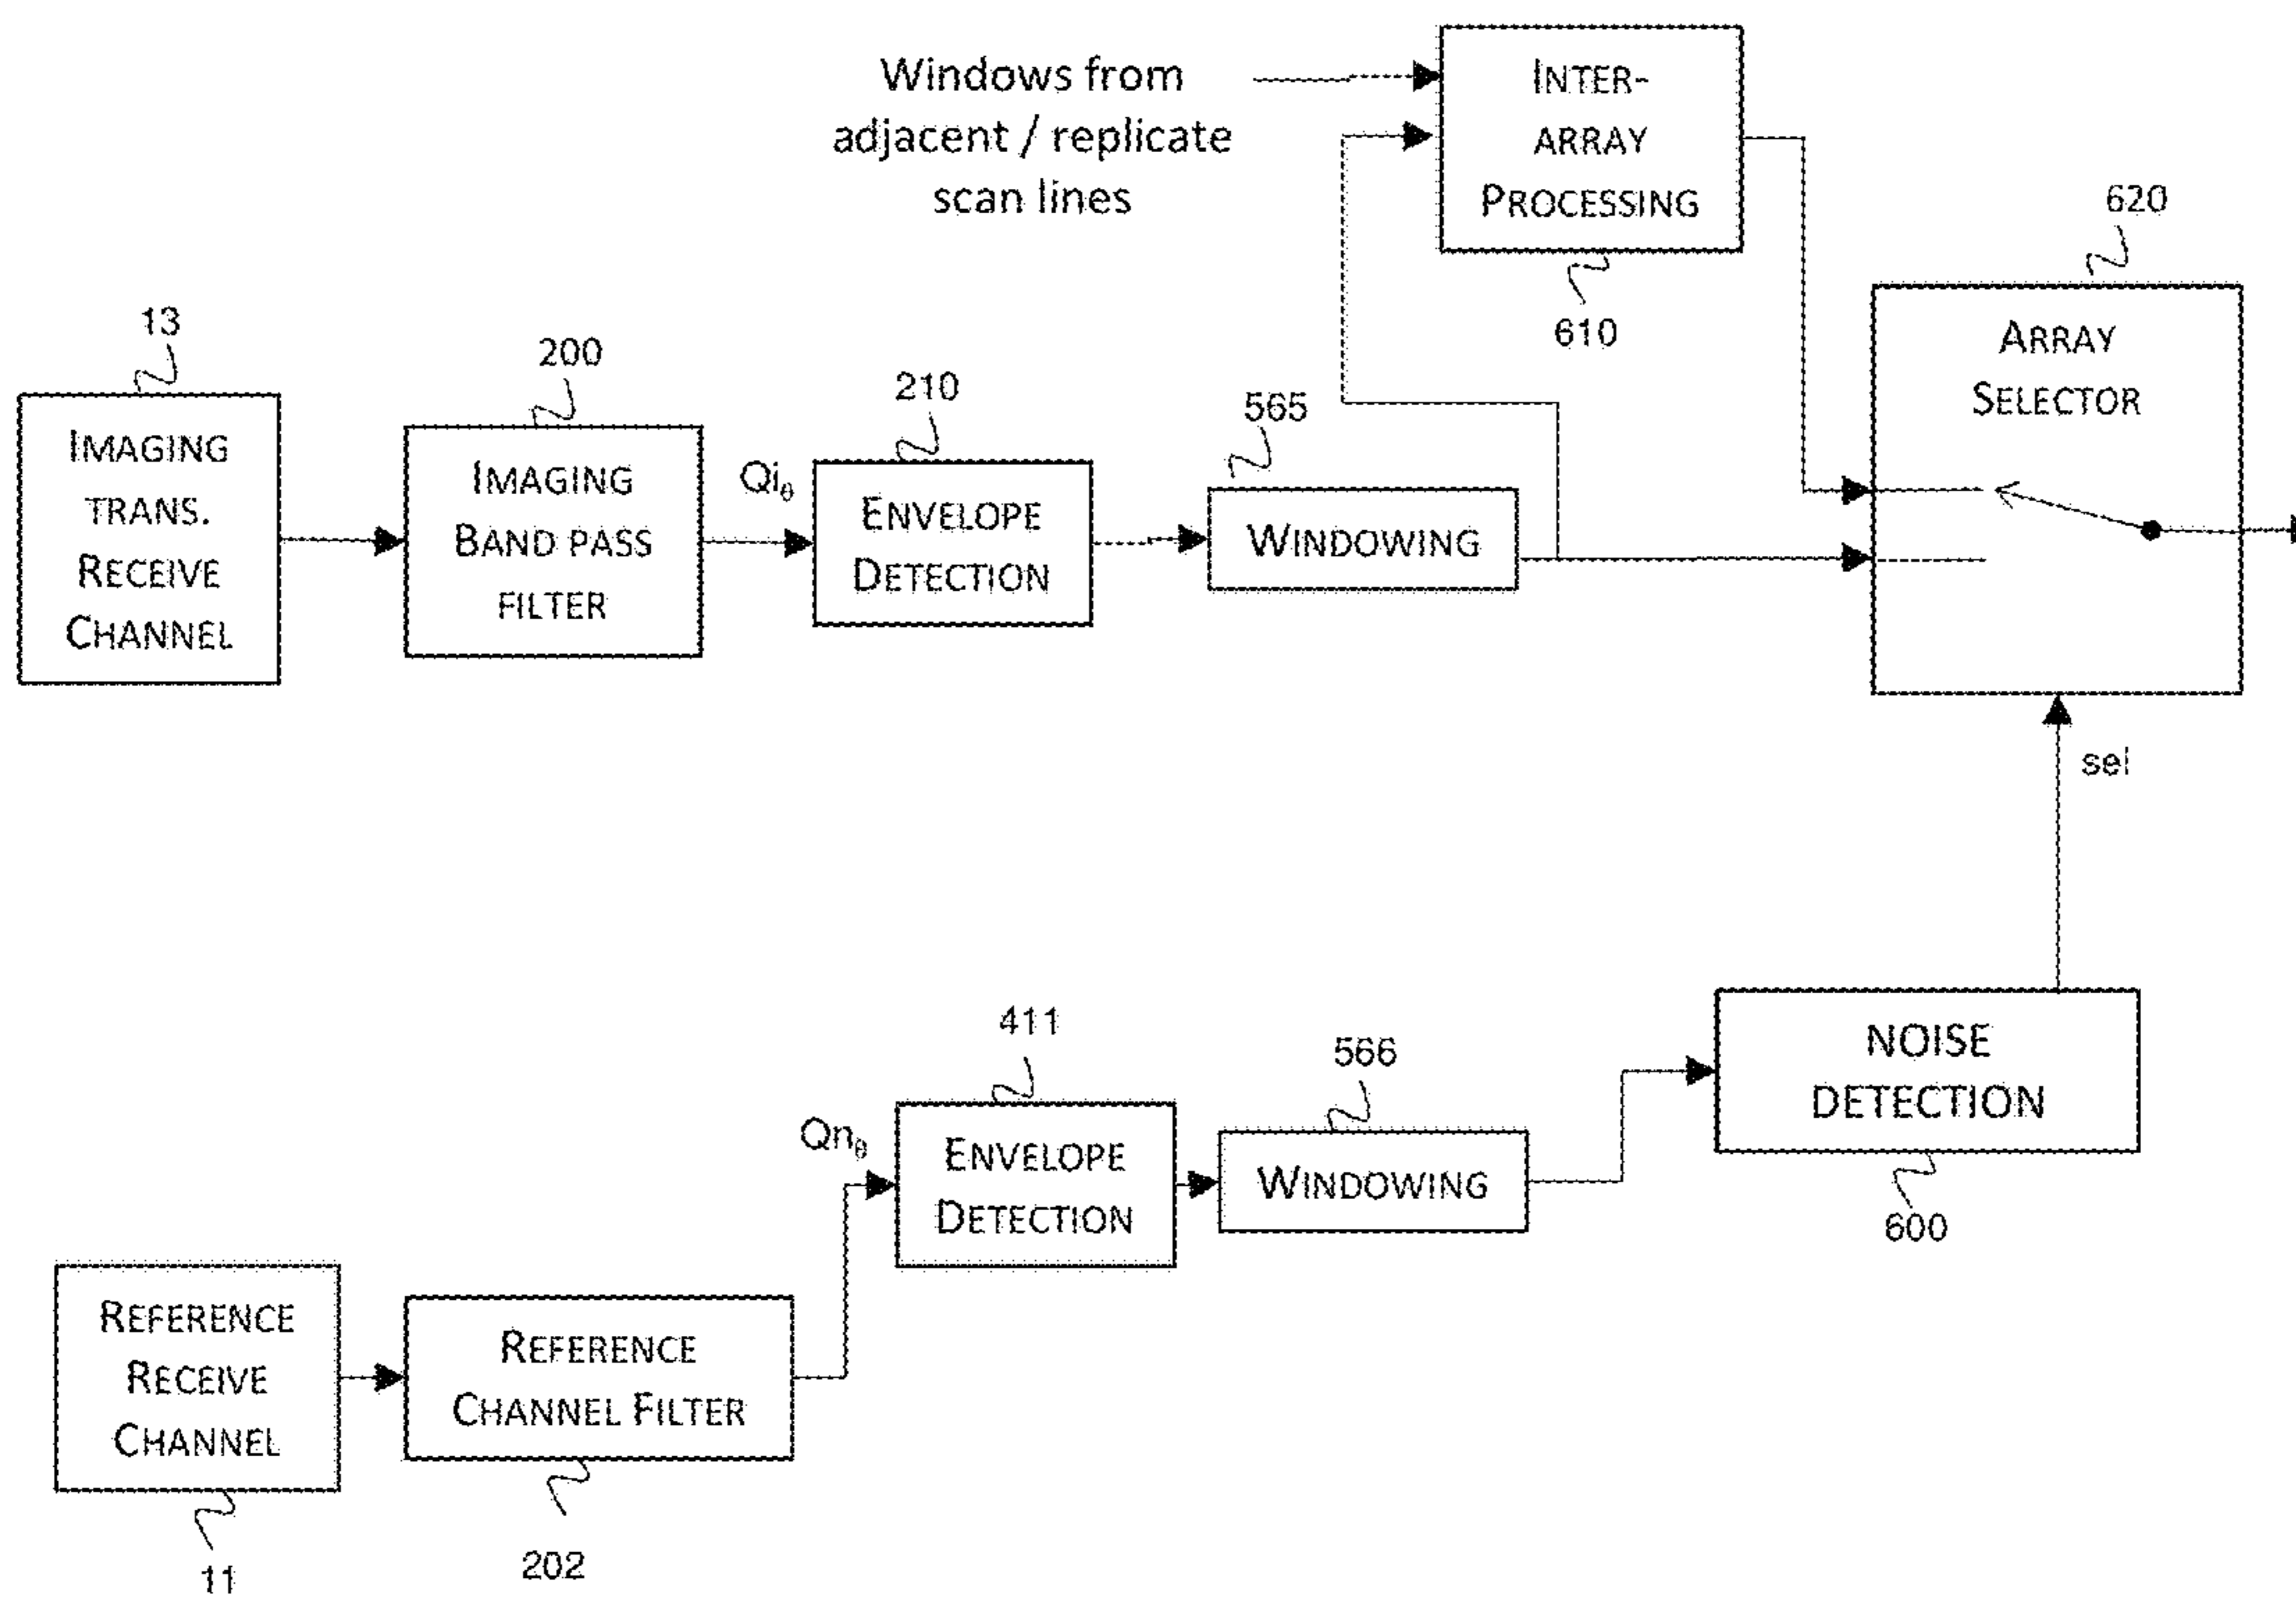 Windows from
adjacent / replicate
scan lines
INTER-
ARRAY
PROCESSING
610
620
ARRAY
SELECTOR
13
IMAGING
TRANS.
RECEIVE
CHANNEL
200
IMAGING
BAND PASS
FILTER
Qiθ
210
ENVELOPE
DETECTION
565
WINDOWING
sel
NOISE
DETECTION
600
411
ENVELOPE
DETECTION
566
WINDOWING
Qnθ
REFERENCE
RECEIVE
CHANNEL
11
REFERENCE
CHANNEL FILTER
202